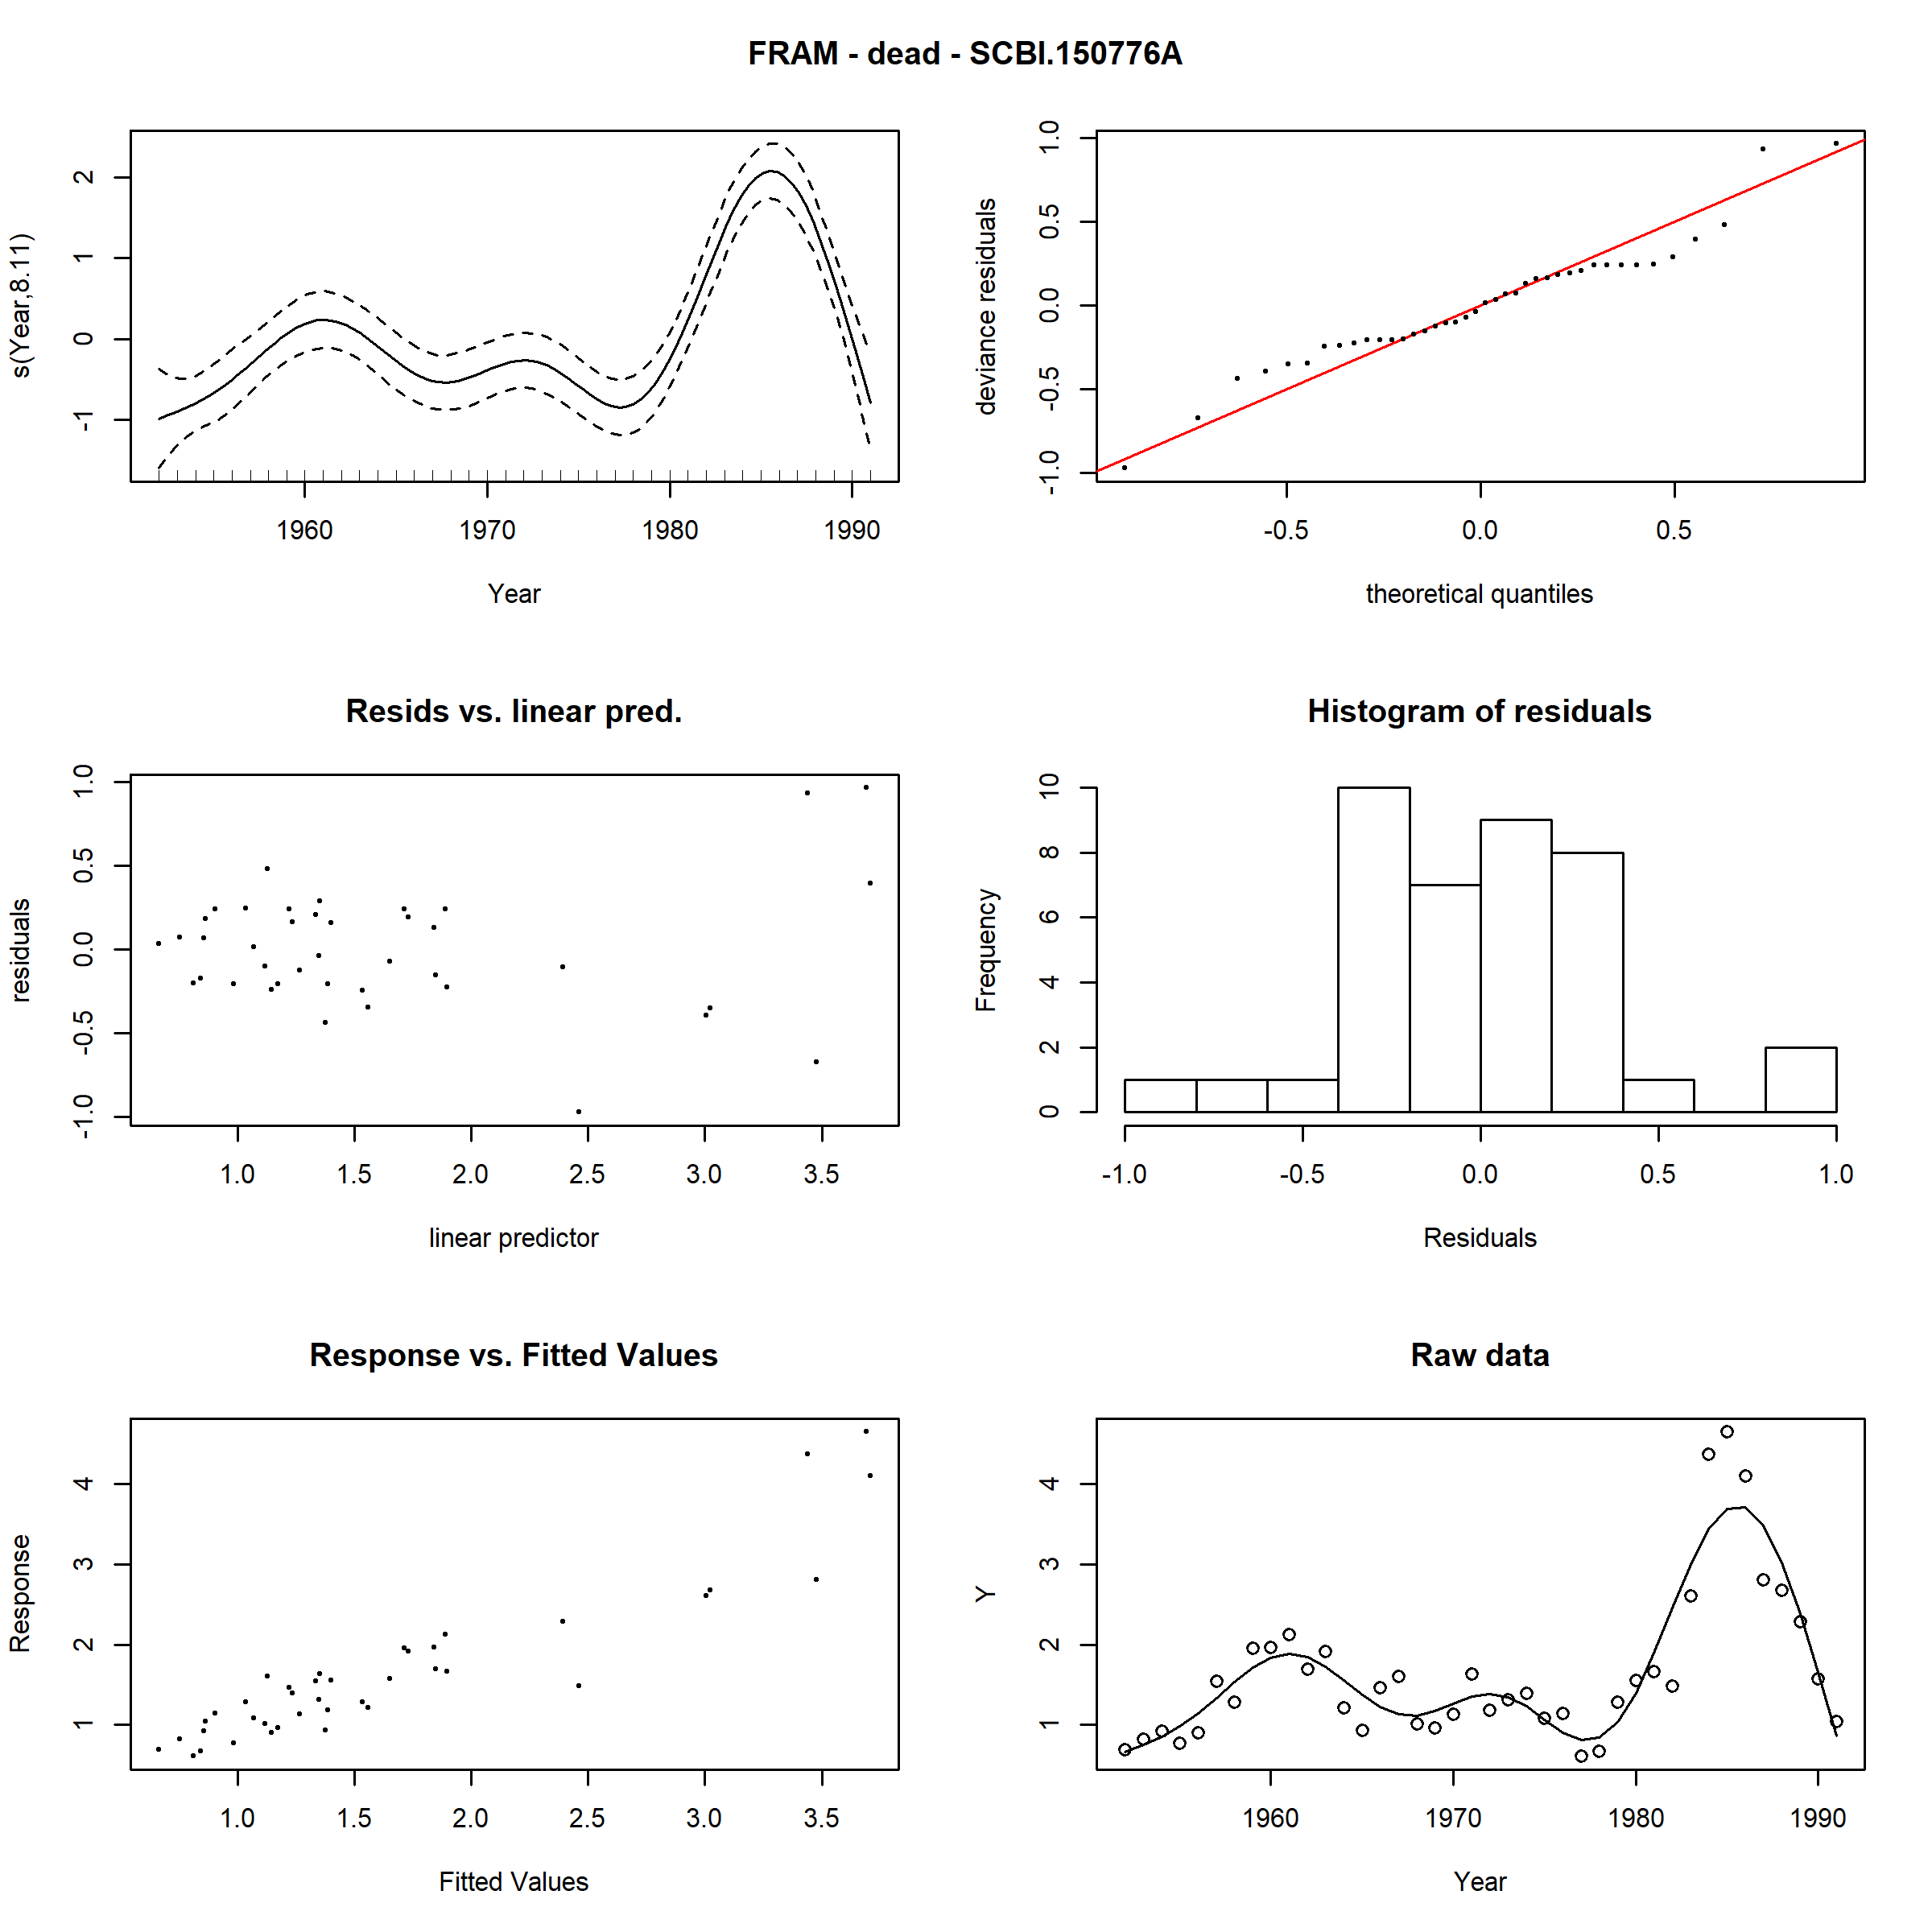 FRAM - dead - SCBI.150776A
s(Year,8.11)
2
1
0
-1
1960 1970 1980 1990
Year
deviance residuals
1.0
0.5
0.0
-0.5
-1.0
-0.5 0.0 0.5
theoretical quantiles
Resids vs. linear pred.
residuals
1.0
0.5
0.0
-0.5
-1.0
1.0 1.5 2.0 2.5 3.0 3.5
linear predictor
Histogram of residuals
Frequency
10
8
6
4
2
0
-1.0 -0.5 0.0 0.5 1.0
Residuals
Response vs. Fitted Values
Response
4
3
2
1
1.0 1.5 2.0 2.5 3.0 3.5
Fitted Values
Raw data
Y
4
3
2
1
1960 1970 1980 1990
Year